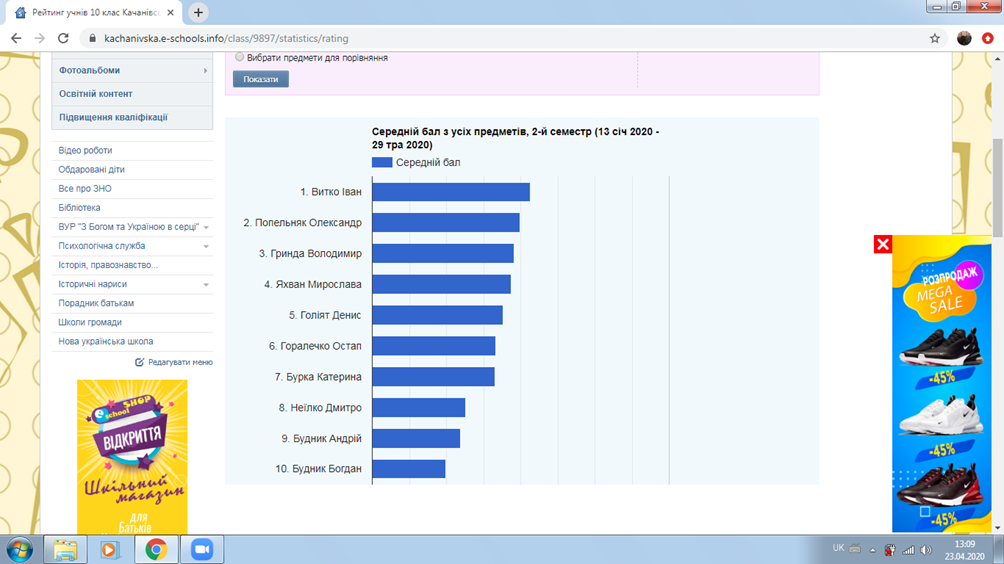 Рейтинг учнів 10 клас Качанівсь
kachanivska.e-schools.info/class/9897/statistics/rating
Вибрати предмети для порівняння
Показати
Фотоальбоми
Освітній контент
Підвищення кваліфікації
Відео роботи
Обдаровані діти
Все про ЗНО
Бібліотека
ВУР "З Богом та Україною в серці"
Психологічна служба
Історія, правознавство...
Історичні нариси
Порадник батькам
Школи громади
Нова українська школа
Редагувати меню
e-school SHOP
ВІДКРИТТЯ
Шкільний
магазин
для
Батьків
Середній бал з усіх предметів, 2-й семестр (13 січ 2020 -
29 тра 2020)
Середній бал
1. Витко Іван
2. Попельняк Олександр
3. Гринда Володимир
4. Яхван Мирослава
5. Голіят Денис
6. Горалечко Остап
7. Бурка Катерина
8. Неїлко Дмитро
9. Будник Андрій
10. Будник Богдан
РОЗПРОДАЖ
MEGA
SALE
-45%
-45%
-45%
UK
13:09
23.04.2020